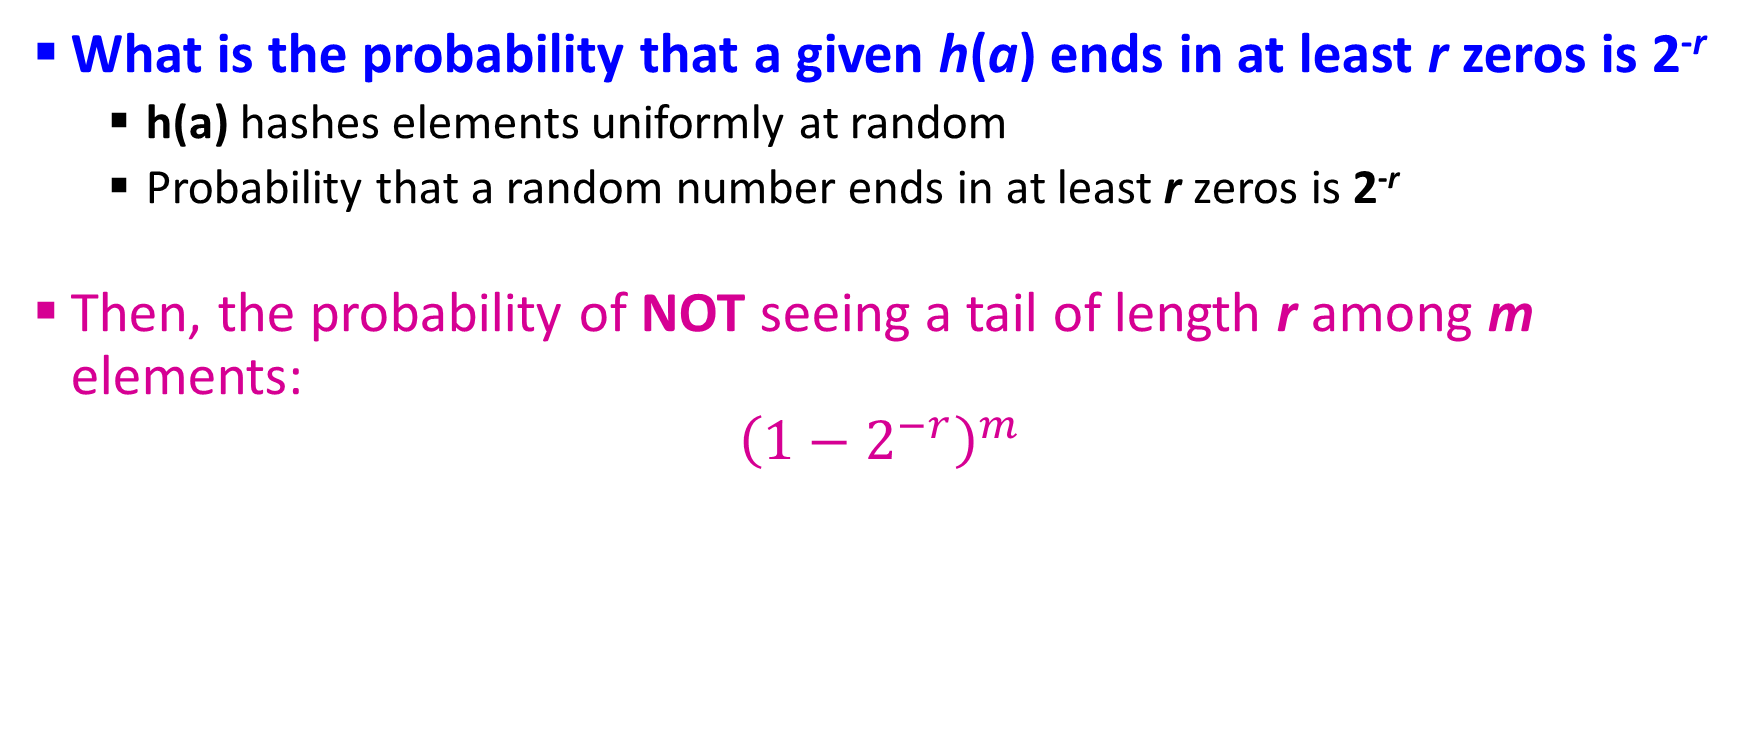 ▪ What is the probability that a given h(a) ends in at least r zeros is 2⁻ʳ
▪ h(a) hashes elements uniformly at random
▪ Probability that a random number ends in at least r zeros is 2⁻ʳ
▪ Then, the probability of NOT seeing a tail of length r among m
elements:
(1 − 2⁻ʳ)ᵐ